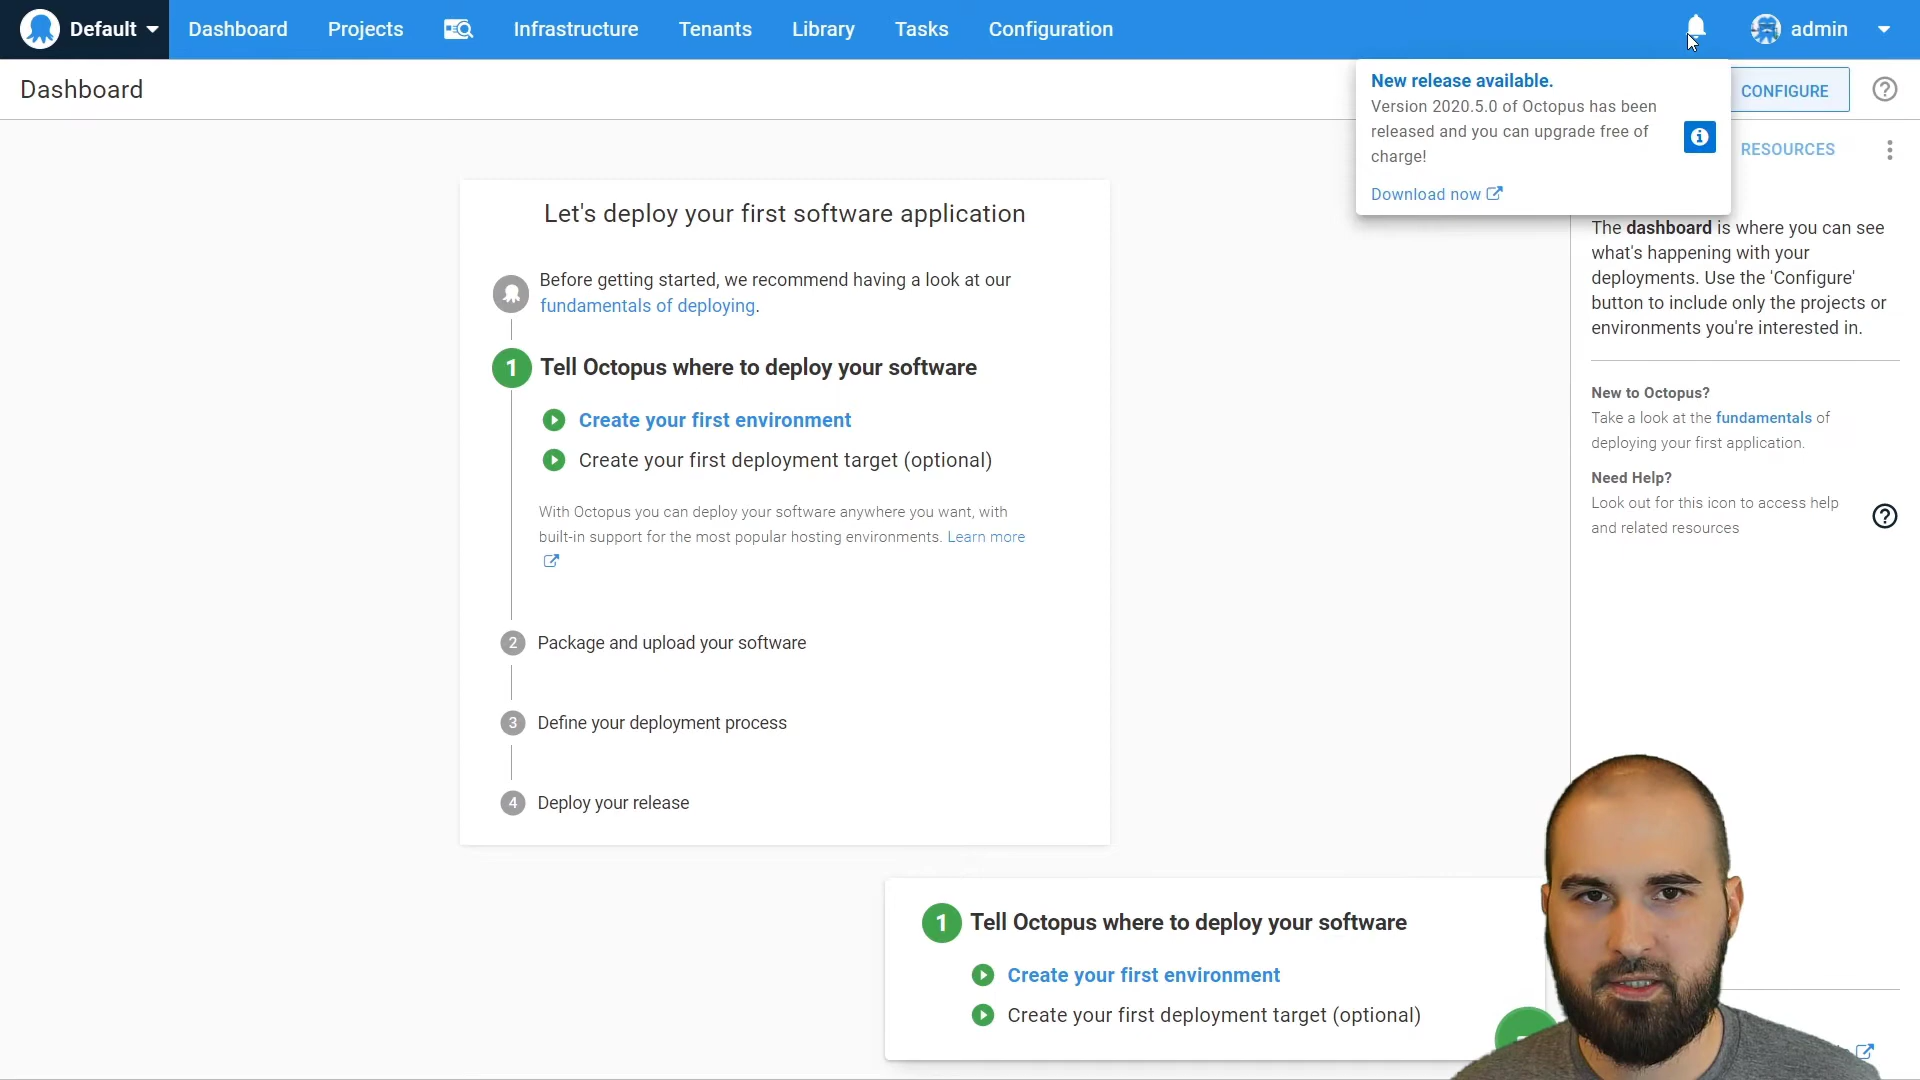 Default
Dashboard
Projects
Infrastructure
Tenants
Library
Tasks
Configuration
admin
Dashboard
CONFIGURE
New release available.
Version 2020.5.0 of Octopus has been
released and you can upgrade free of
charge!
Download now
RESOURCES
Let's deploy your first software application
Before getting started, we recommend having a look at our
fundamentals of deploying.
1 Tell Octopus where to deploy your software
Create your first environment
Create your first deployment target (optional)
With Octopus you can deploy your software anywhere you want, with
built-in support for the most popular hosting environments. Learn more
2 Package and upload your software
3 Define your deployment process
4 Deploy your release
The dashboard is where you can see
what's happening with your
deployments. Use the 'Configure'
button to include only the projects or
environments you're interested in.
New to Octopus?
Take a look at the fundamentals of
deploying your first application.
Need Help?
Look out for this icon to access help
and related resources
1 Tell Octopus where to deploy your software
Create your first environment
Create your first deployment target (optional)